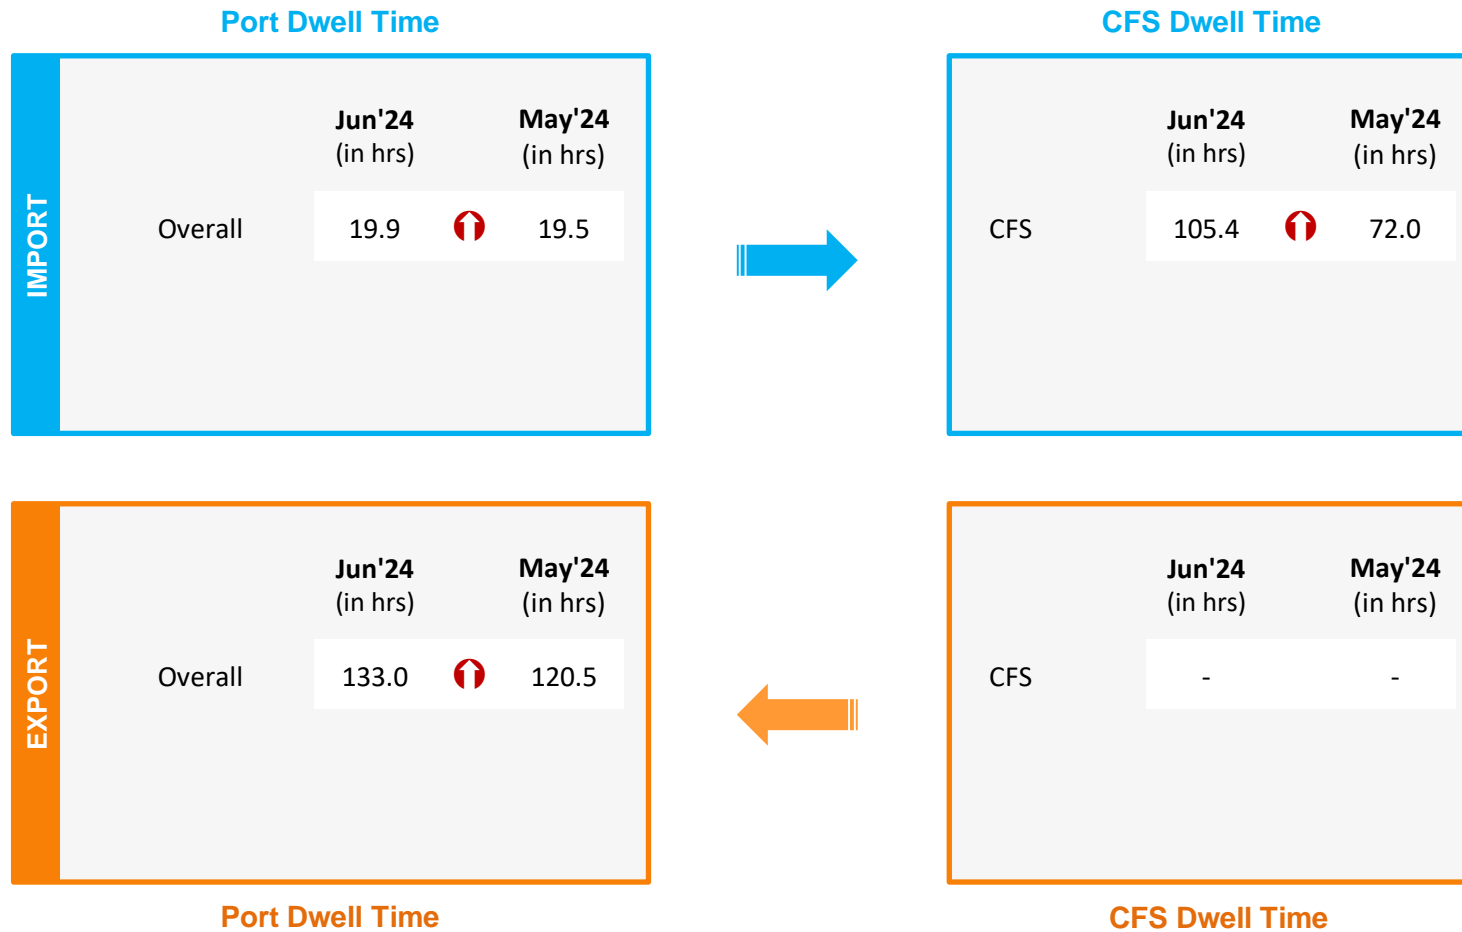 Port Dwell Time
CFS Dwell Time
IMPORT
Jun'24 May'24
(in hrs) (in hrs)
Overall 19.9 19.5
Jun'24 May'24
(in hrs) (in hrs)
CFS 105.4 72.0
EXPORT
Jun'24 May'24
(in hrs) (in hrs)
Overall 133.0 120.5
Jun'24 May'24
(in hrs) (in hrs)
CFS - -
Port Dwell Time
CFS Dwell Time